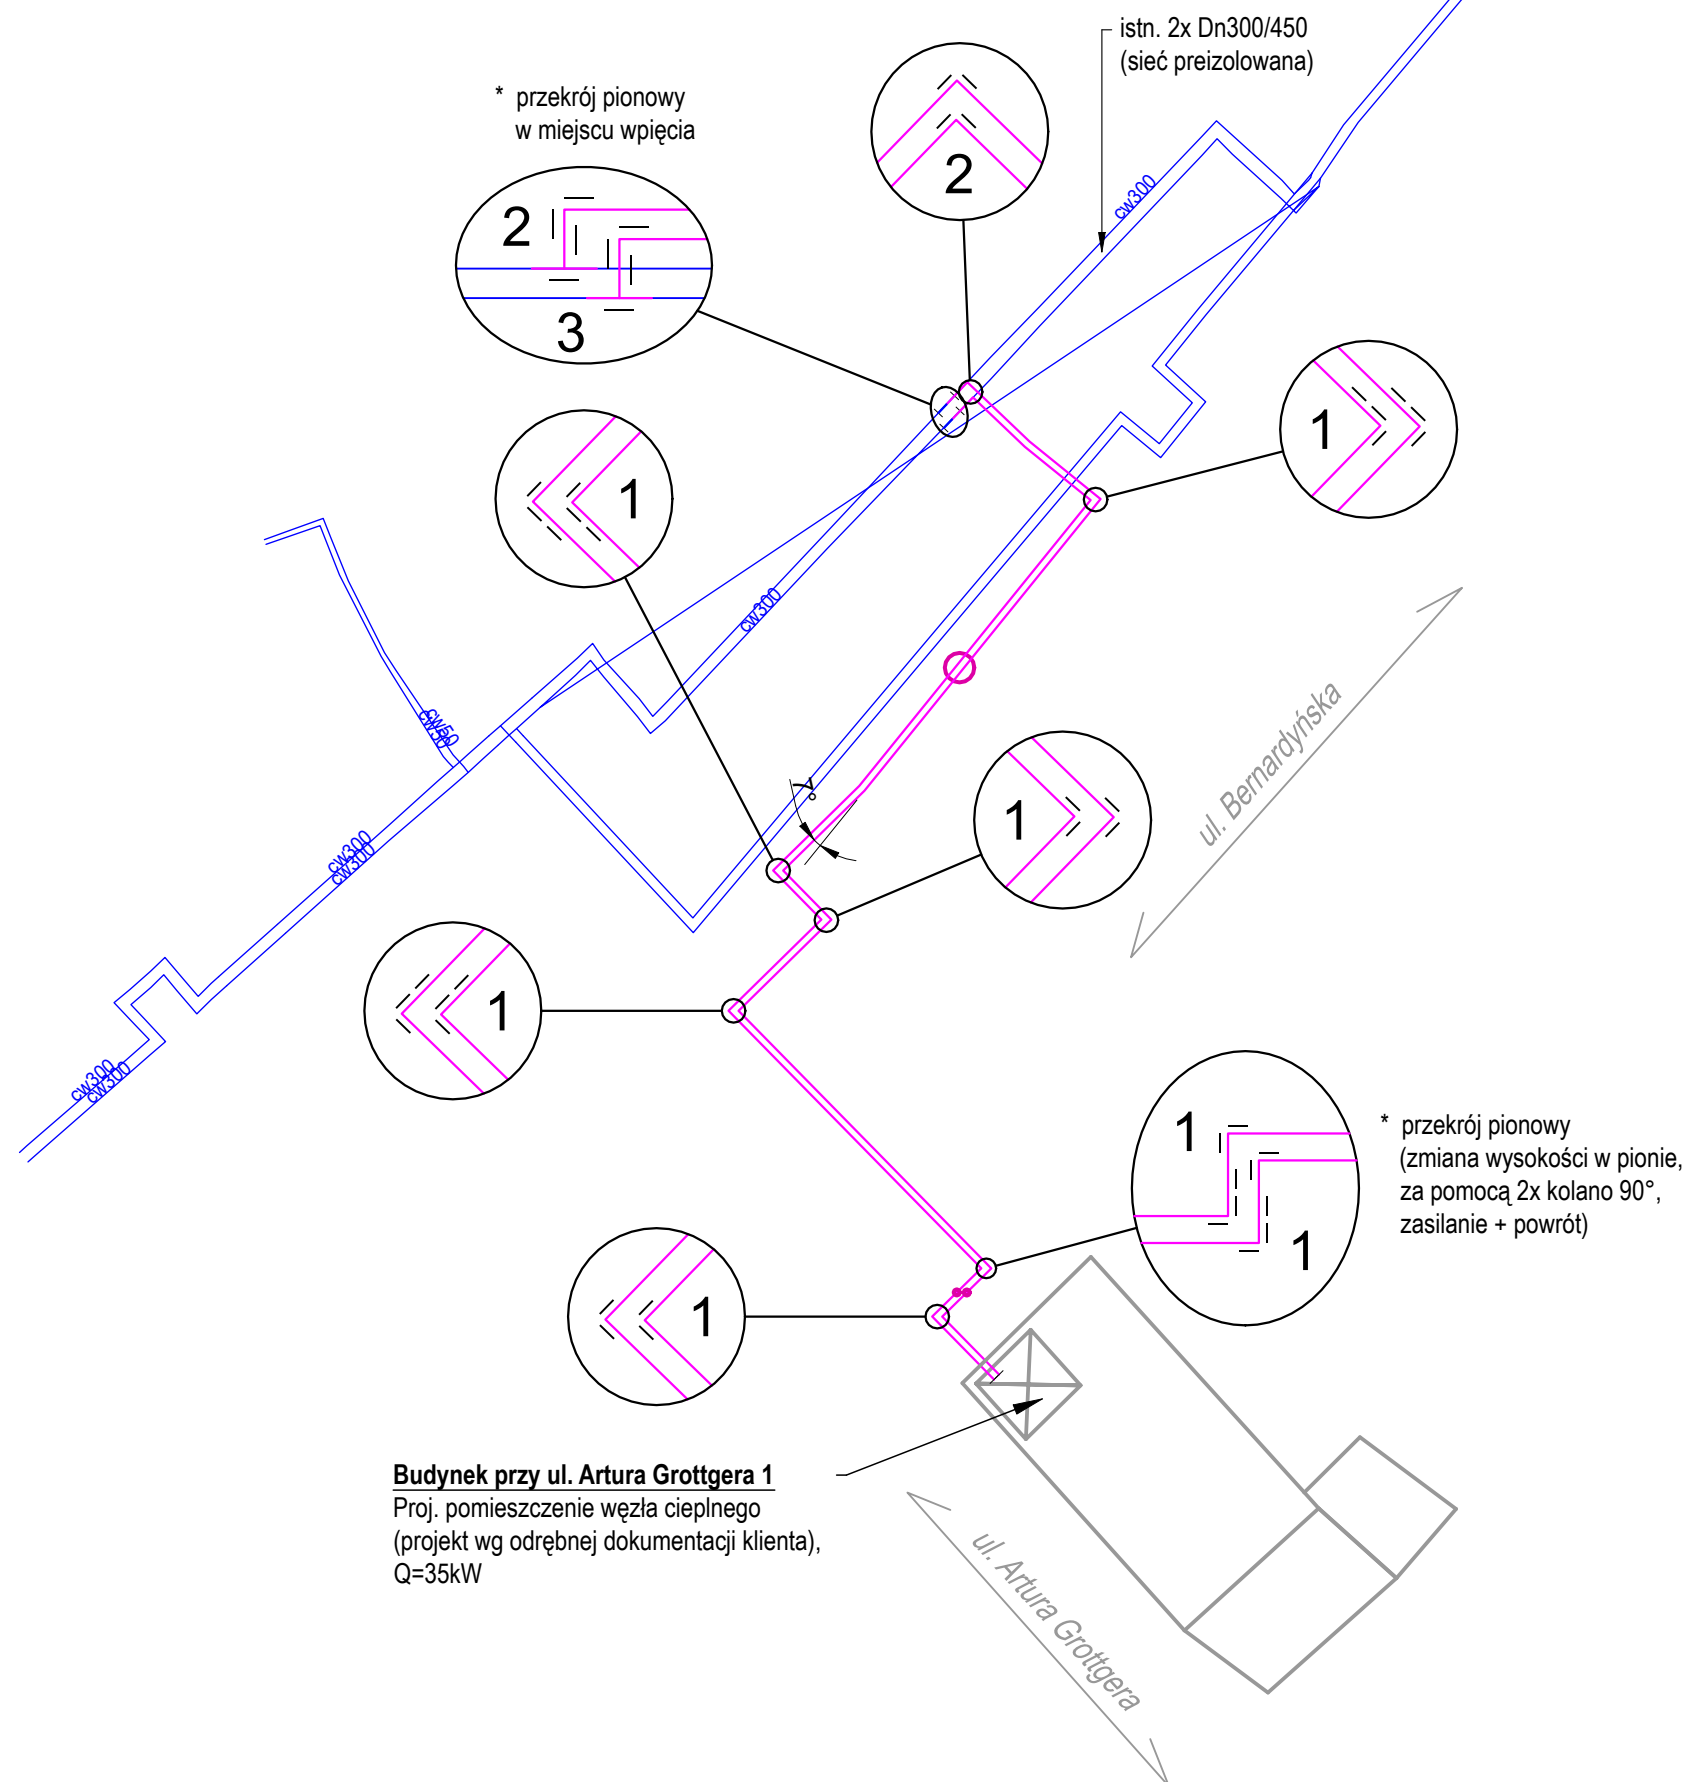 istn. 2x Dn300/450
(sieć preizolowana)
* przekrój pionowy
w miejscu wpięcia
2
3
2
cw300
1
1
cw300
cw50
cw50
7°
ul. Bernardyńska
1
cw300
cw300
1
cw300
cw300
1
1
* przekrój pionowy
(zmiana wysokości w pionie,
za pomocą 2x kolano 90°,
zasilanie + powrót)
1
Budynek przy ul. Artura Grottgera 1
Proj. pomieszczenie węzła cieplnego
(projekt wg odrębnej dokumentacji klienta),
Q=35kW
ul. Artura Grottgera